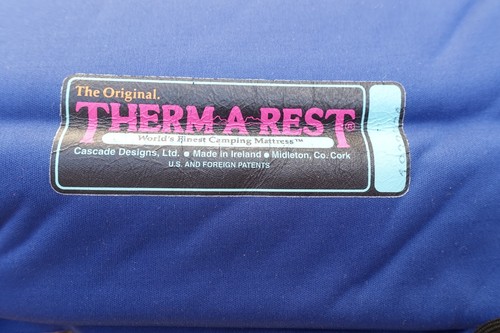 The Original.
THERM A REST®
World's Finest Camping Mattress™
Cascade Designs, Ltd. • Made in Ireland • Midleton, Co. Cork
U.S. AND FOREIGN PATENTS